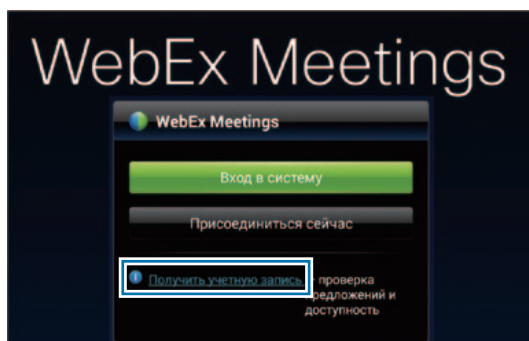 WebEx Meetings
WebEx Meetings
Вход в систему
Присоединиться сейчас
Получить учетную запись - проверка
предложений и
доступность